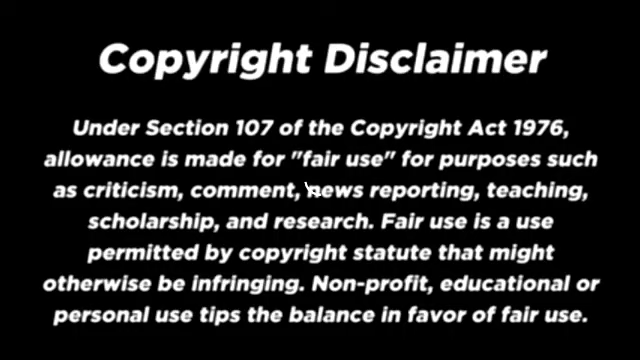 Copyright Disclaimer
Under Section 107 of the Copyright Act 1976,
allowance is made for "fair use" for purposes such
as criticism, comment, news reporting, teaching,
scholarship, and research. Fair use is a use
permitted by copyright statute that might
otherwise be infringing. Non-profit, educational or
personal use tips the balance in favor of fair use.